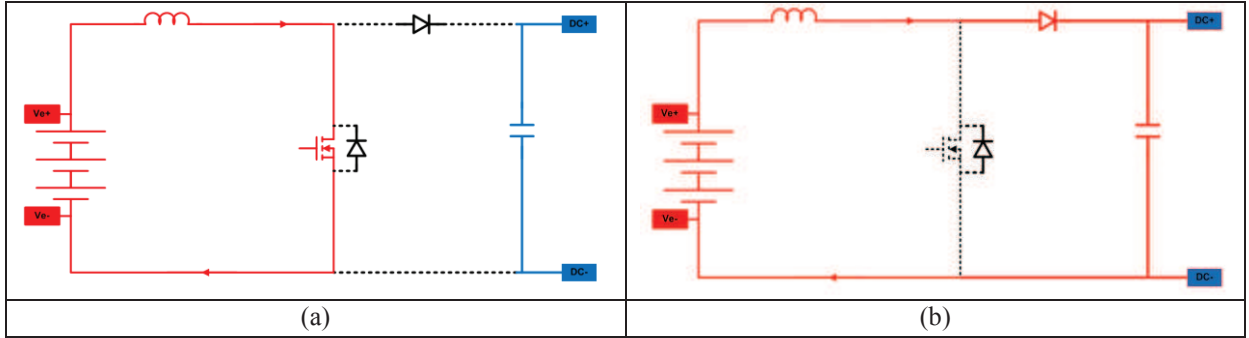 DC+
Ve+
Ve-
DC-
(a)
DC+
Ve+
Ve-
DC-
(b)